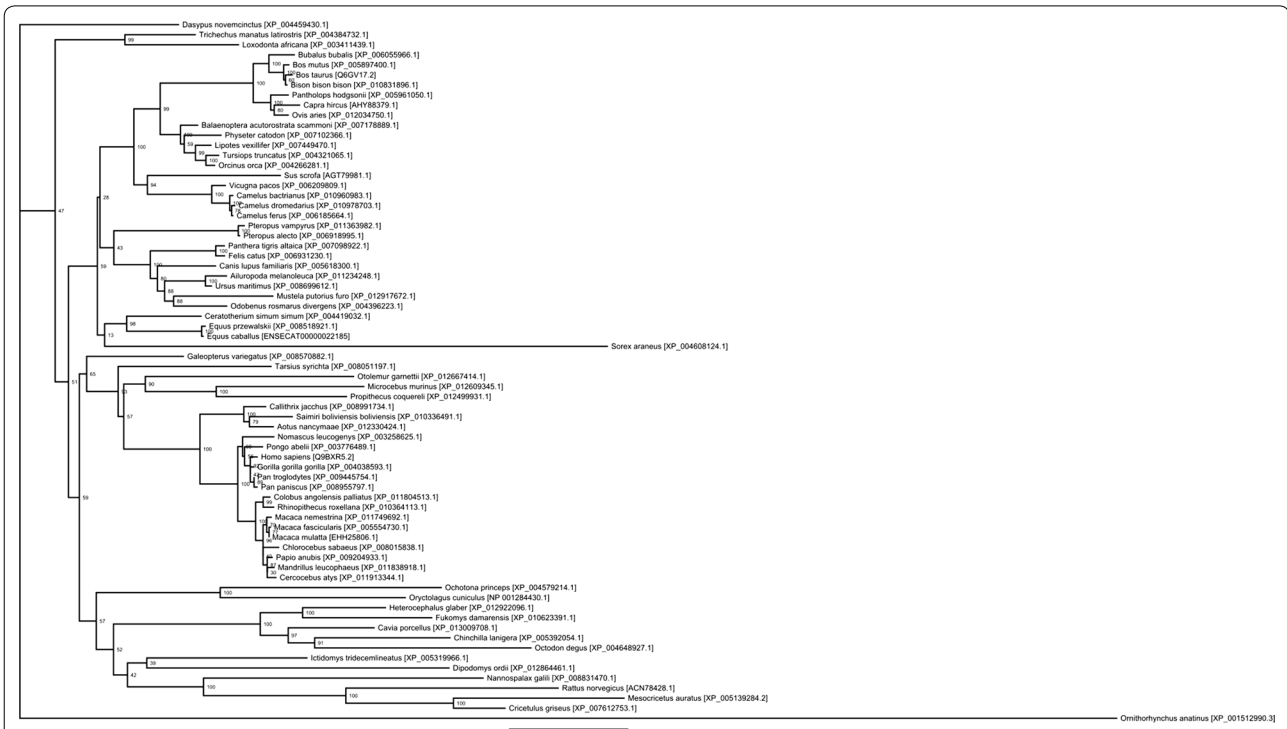 Dasypus novemcinctus [XP_004459430.1]
Trichechus manatus latirostris [XP_004384732.1]
99
Loxodonta africana [XP_003411439.1]
Bubalus bubalis [XP_006055966.1]
100
Bos mutus [XP_005897400.1]
Bos taurus [Q6GV17.2]
100
Bison bison bison [XP_010831896.1]
Pantholops hodgsonii [XP_005961050.1]
100
Capra hircus [AHY88379.1]
99
80
Ovis aries [XP_012034750.1]
Balaenoptera acutorostrata scammoni [XP_007178889.1]
Physeter catodon [XP_007102366.1]
59
Lipotes vexillifer [XP_007449470.1]
100
99
Tursiops truncatus [XP_004321065.1]
100
Orcinus orca [XP_004266281.1]
Sus scrofa [AGT79981.1]
94
Vicugna pacos [XP_006209809.1]
100
Camelus bactrianus [XP_010960983.1]
28
Camelus dromedarius [XP_010978703.1]
47
Camelus ferus [XP_006185664.1]
Pteropus vampyrus [XP_011363982.1]
100
Pteropus alecto [XP_006918995.1]
43
Panthera tigris altaica [XP_007098922.1]
100
Felis catus [XP_006931230.1]
59
100
Canis lupus familiaris [XP_005618300.1]
Ailuropoda melanoleuca [XP_011234248.1]
80
100
Ursus maritimus [XP_008699612.1]
88
Mustela putorius furo [XP_012917672.1]
88
Odobenus rosmarus divergens [XP_004396223.1]
Ceratotherium simum simum [XP_004419032.1]
98
Equus przewalskii [XP_008518921.1]
13
100
Equus caballus [ENSECAT00000022185]
Sorex araneus [XP_004608124.1]
Galeopterus variegatus [XP_008570882.1]
Tarsius syrichta [XP_008051197.1]
65
Otolemur garnettii [XP_012667414.1]
51
90
Microcebus murinus [XP_012609345.1]
100
Propithecus coquereli [XP_012499931.1]
Callithrix jacchus [XP_008991734.1]
57
100
Saimiri boliviensis boliviensis [XP_010336491.1]
79
Aotus nancymaae [XP_012330424.1]
Nomascus leucogenys [XP_003258625.1]
100
Pongo abelii [XP_003776489.1]
Homo sapiens [Q9BXR5.2]
Gorilla gorilla gorilla [XP_004038593.1]
Pan troglodytes [XP_009445754.1]
100
Pan paniscus [XP_008955797.1]
59
Colobus angolensis palliatus [XP_011804513.1]
99
Rhinopithecus roxellana [XP_010364113.1]
Macaca nemestrina [XP_011749692.1]
100
Macaca fascicularis [XP_005554730.1]
Macaca mulatta [EHH25806.1]
96
Chlorocebus sabaeus [XP_008015838.1]
Papio anubis [XP_009204933.1]
Mandrillus leucophaeus [XP_011838918.1]
30
Cercocebus atys [XP_011913344.1]
Ochotona princeps [XP_004579214.1]
100
Oryctolagus cuniculus [NP 001284430.1]
Heterocephalus glaber [XP_012922096.1]
100
57
Fukomys damarensis [XP_010623391.1]
100
Cavia porcellus [XP_013009708.1]
97
Chinchilla lanigera [XP_005392054.1]
91
52
Octodon degus [XP_004648927.1]
Ictidomys tridecemlineatus [XP_005319966.1]
39
Dipodomys ordii [XP_012864461.1]
42
Nannospalax galili [XP_008831470.1]
100
Rattus norvegicus [ACN78428.1]
100
Mesocricetus auratus [XP_005139284.2]
100
Cricetulus griseus [XP_007612753.1]
Ornithorhynchus anatinus [XP_001512990.3]